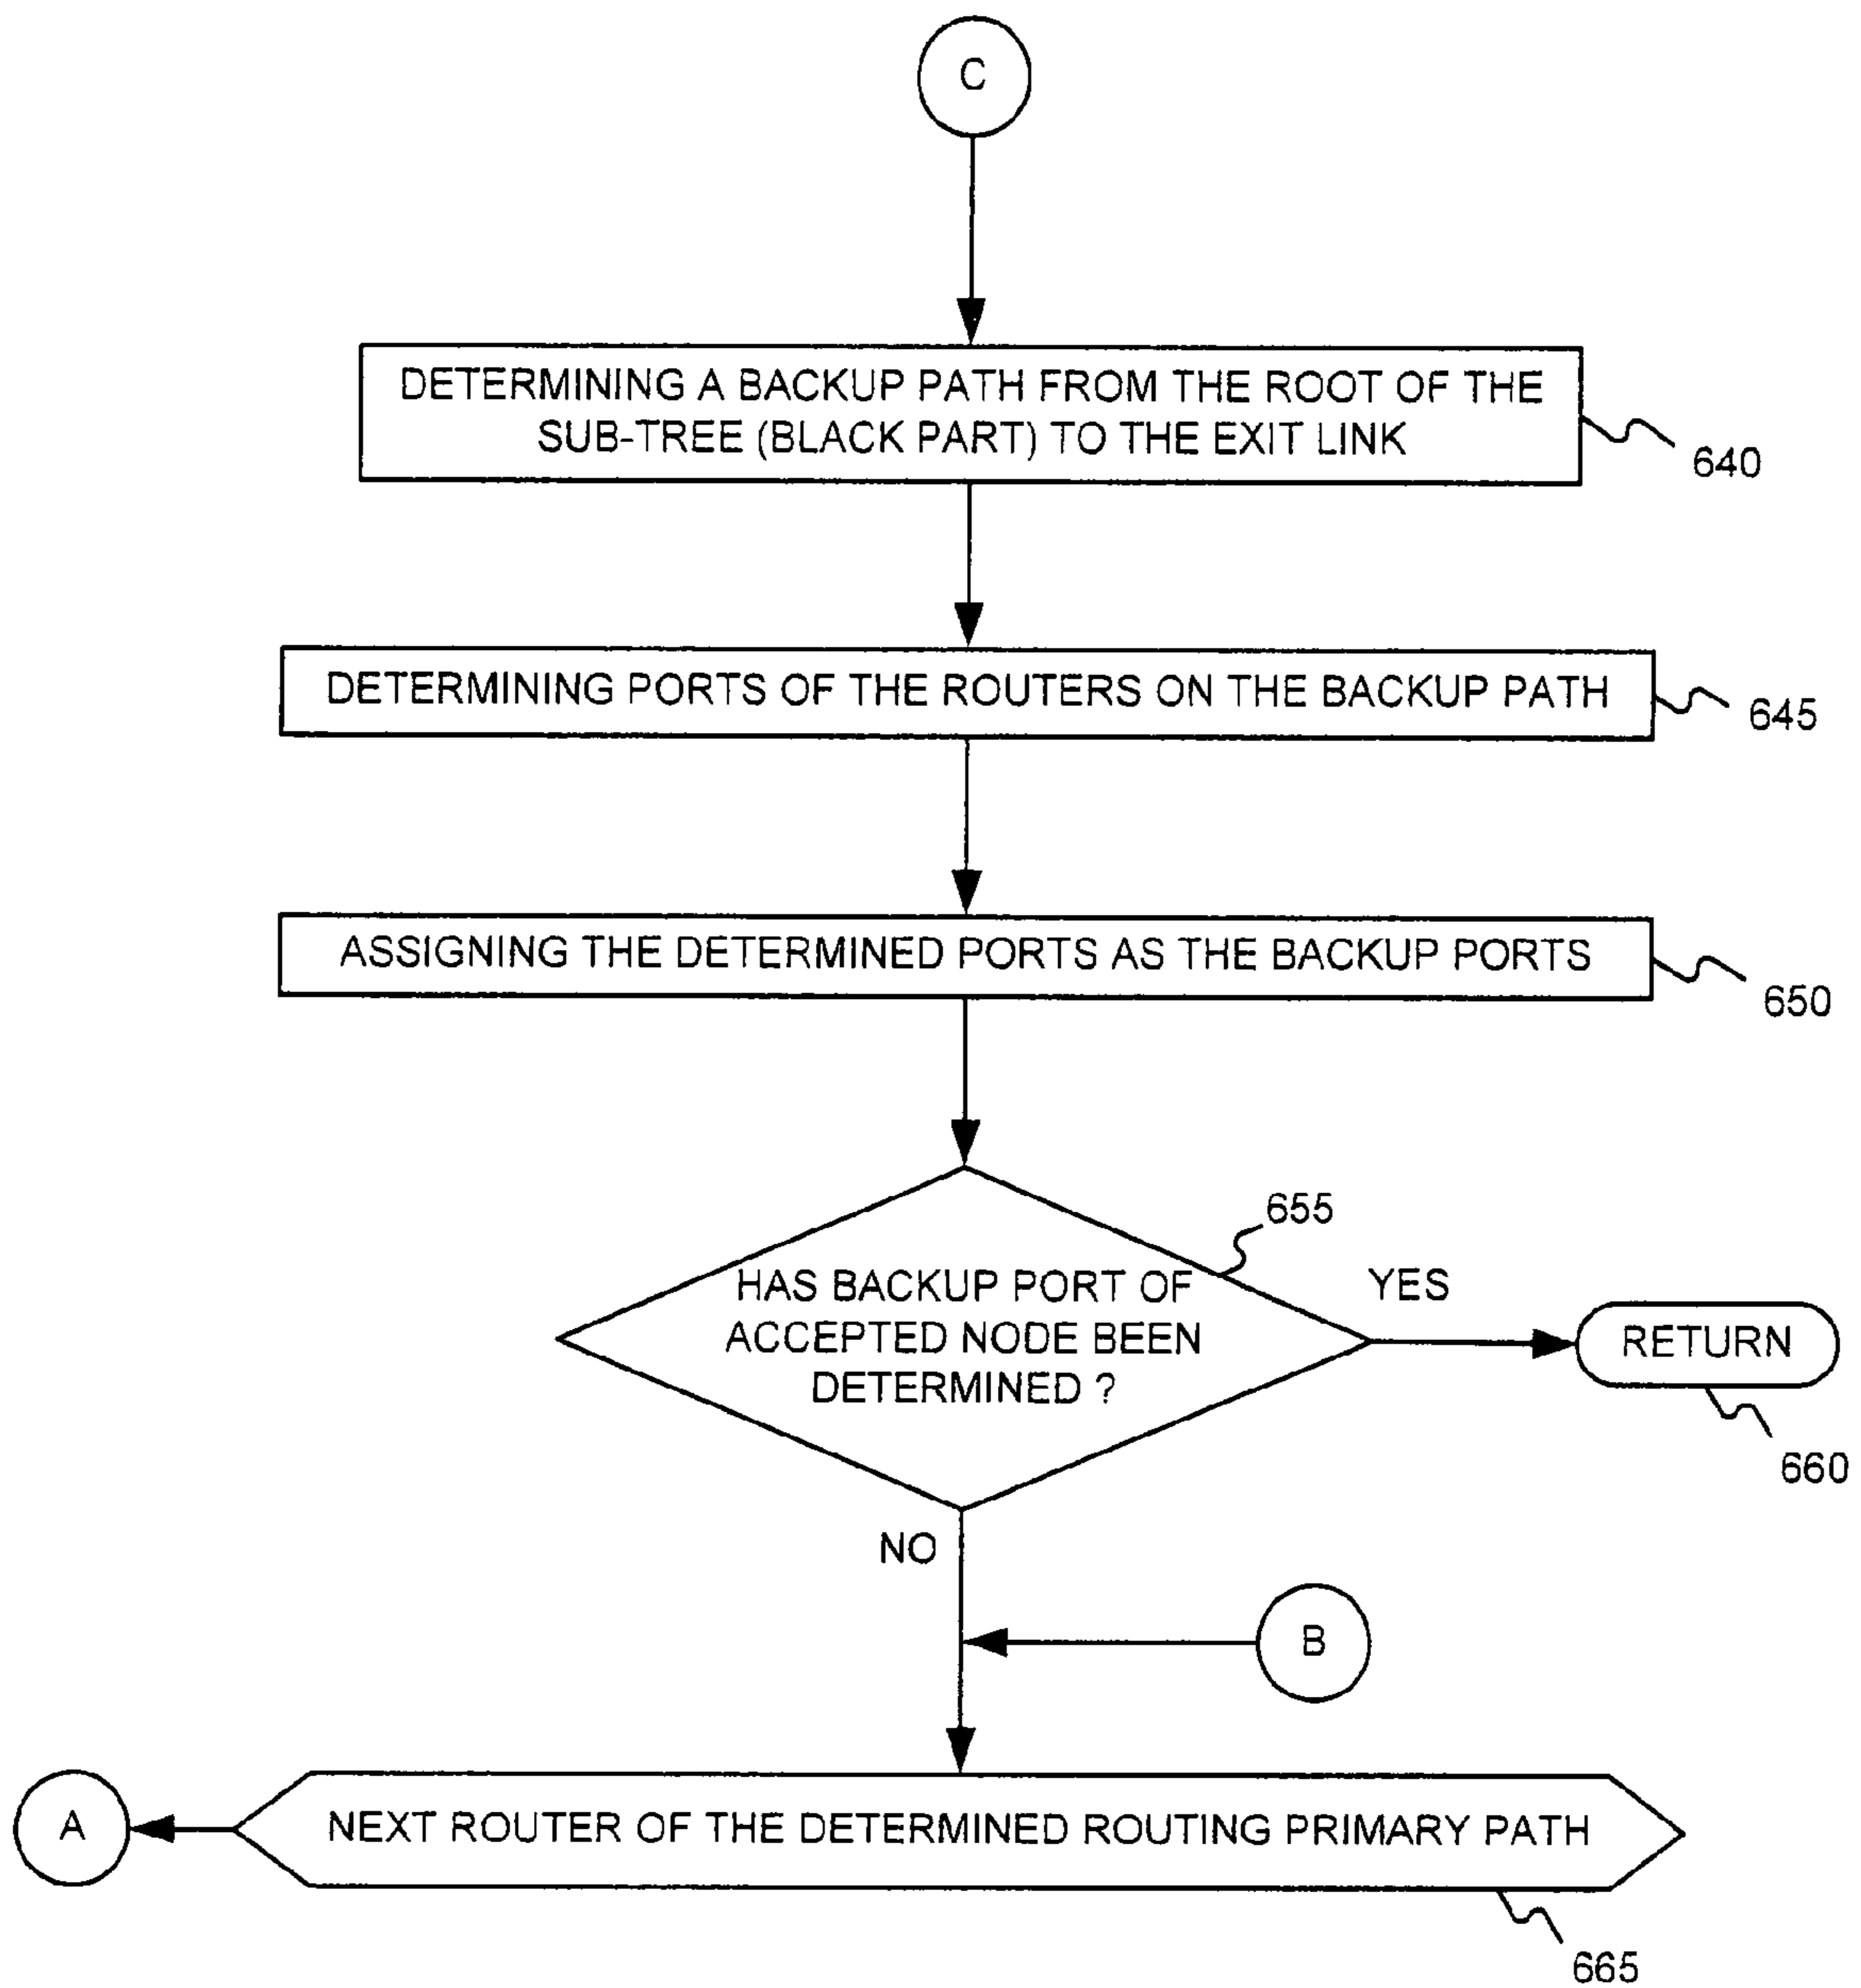 C
DETERMINING A BACKUP PATH FROM THE ROOT OF THE
SUB-TREE (BLACK PART) TO THE EXIT LINK
640
DETERMINING PORTS OF THE ROUTERS ON THE BACKUP PATH
645
ASSIGNING THE DETERMINED PORTS AS THE BACKUP PORTS
650
655
HAS BACKUP PORT OF
ACCEPTED NODE BEEN
DETERMINED ?
YES
RETURN
660
NO
B
A
NEXT ROUTER OF THE DETERMINED ROUTING PRIMARY PATH
665